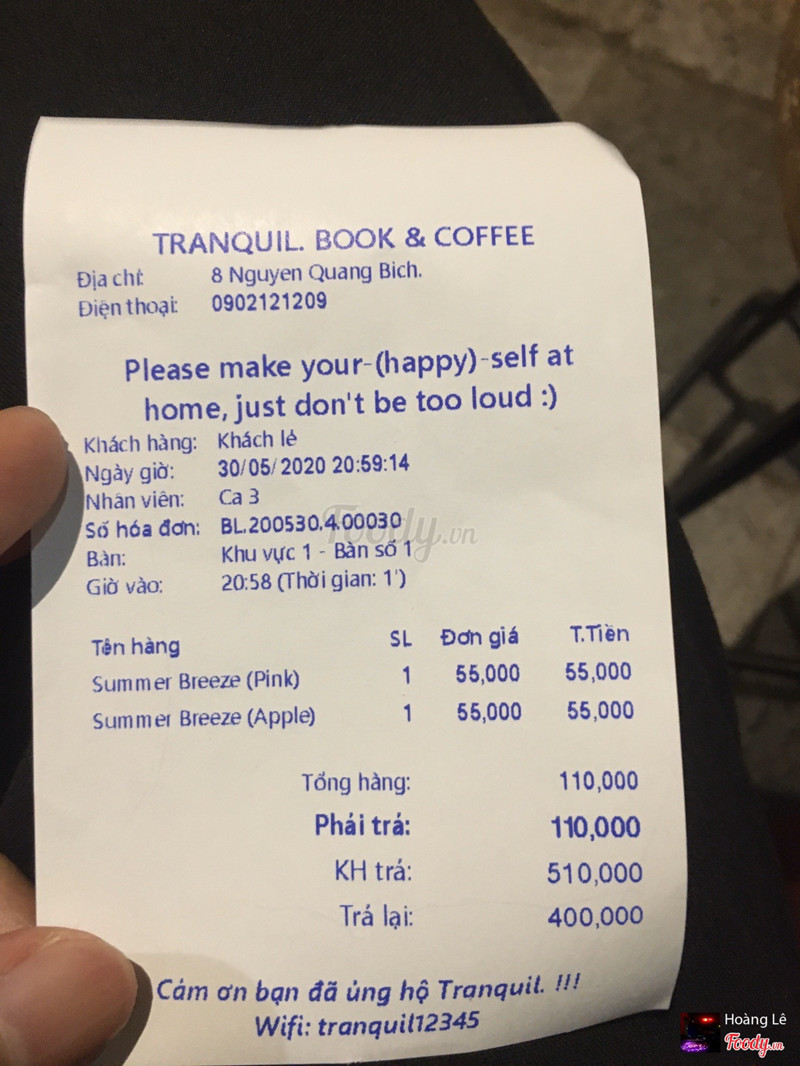 TRANQUIL. BOOK & COFFEE
Địa chỉ: 8 Nguyen Quang Bich.
Điện thoại: 0902121209
Please make your-(happy)-self at
home, just don't be too loud :)
Khách hàng: Khách lẻ
Ngày giờ: 30/05/2020 20:59:14
Nhân viên: Ca 3
Số hóa đơn: BL.200530.4.00030
Bàn: Khu vực 1 - Bàn số 1
Giờ vào: 20:58 (Thời gian: 1')
Tên hàng SL Đơn giá T.Tiền
Summer Breeze (Pink) 1 55,000 55,000
Summer Breeze (Apple) 1 55,000 55,000
Tổng hàng: 110,000
Phải trả: 110,000
KH trả: 510,000
Trả lại: 400,000
Cảm ơn bạn đã ủng hộ Tranquil. !!!
Wifi: tranquil12345
Foody.vn
Hoàng Lê
Foody.vn